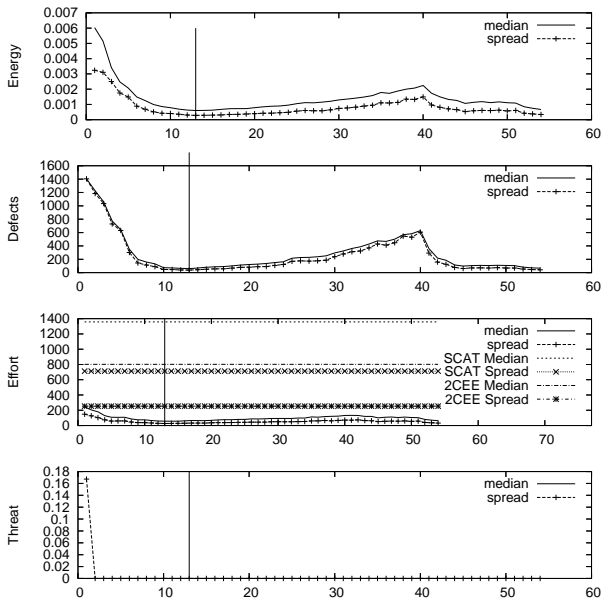 0.007
0.006
0.005
0.004
0.003
0.002
0.001
0
Energy
median
spread
0 10 20 30 40 50 60
1600
1400
1200
1000
800
600
400
200
0
Defects
median
spread
0 10 20 30 40 50 60
1400
1200
1000
800
600
400
200
0
Effort
median
spread
SCAT Median
SCAT Spread
2CEE Median
2CEE Spread
0 10 20 30 40 50 60 70
0.18
0.16
0.14
0.12
0.1
0.08
0.06
0.04
0.02
0
Threat
median
spread
0 10 20 30 40 50 60